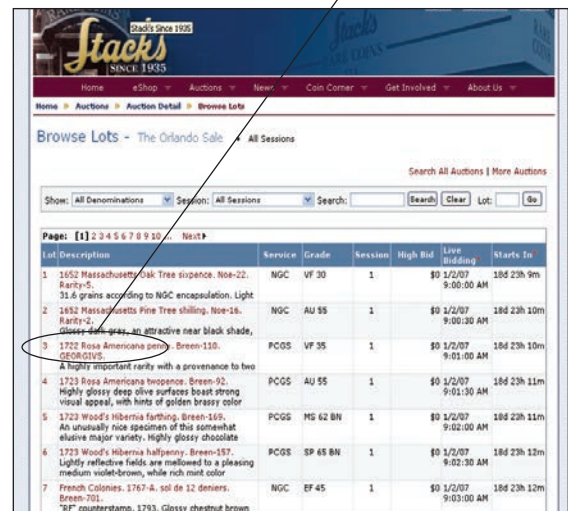 Stack's Since 1935
Stacks
SINCE 1935
Home eShop Auctions News Coin Corner Get Involved About Us
Home Auctions Auction Detail Browse Lots
Browse Lots - The Orlando Sale All Sessions
Search All Auctions | More Auctions
Show: All Denominations Session: All Sessions Search: Search Clear Lot: Go
Page: [1] 2 3 4 5 6 7 8 9 10 ... Next
Lot Description Service Grade Session High Bid Live Bidding* Starts In*
1 1652 Massachusetts Oak Tree sixpence. Noe-22. NGC VF 30 1 $0 1/2/07 18d 23h 9m
Rarity-5. 9:00:00 AM
31.6 grains according to NGC encapsulation. Light
2 1652 Massachusetts Pine Tree shilling. Noe-16. NGC AU 55 1 $0 1/2/07 18d 23h 10m
Rarity-2. 9:00:30 AM
Glossy dark gray, an attractive near black shade,
3 1722 Rosa Americana penny. Breen-110. PCGS VF 35 1 $0 1/2/07 18d 23h 10m
GEORGIVS. 9:01:00 AM
A highly important rarity with a provenance to two
4 1723 Rosa Americana twopence. Breen-92. PCGS AU 55 1 $0 1/2/07 18d 23h 11m
Highly glossy deep olive surfaces boast strong 9:01:30 AM
visual appeal, with hints of golden brassy color
5 1723 Wood's Hibernia farthing. Breen-169. PCGS MS 62 BN 1 $0 1/2/07 18d 23h 11m
An unusually nice specimen of this somewhat 9:02:00 AM
elusive major variety. Highly glossy chocolate
6 1723 Wood's Hibernia halfpenny. Breen-157. PCGS SP 65 BN 1 $0 1/2/07 18d 23h 12m
Lightly reflective fields are mellowed to a pleasing 9:02:30 AM
medium violet-brown, while rich mint color
7 French Colonies. 1767-A. sol de 12 deniers. NGC EF 45 1 $0 1/2/07 18d 23h 12m
Breen-701. 9:03:00 AM
"RF" counterstamp, 1793. Glossy chestnut brown